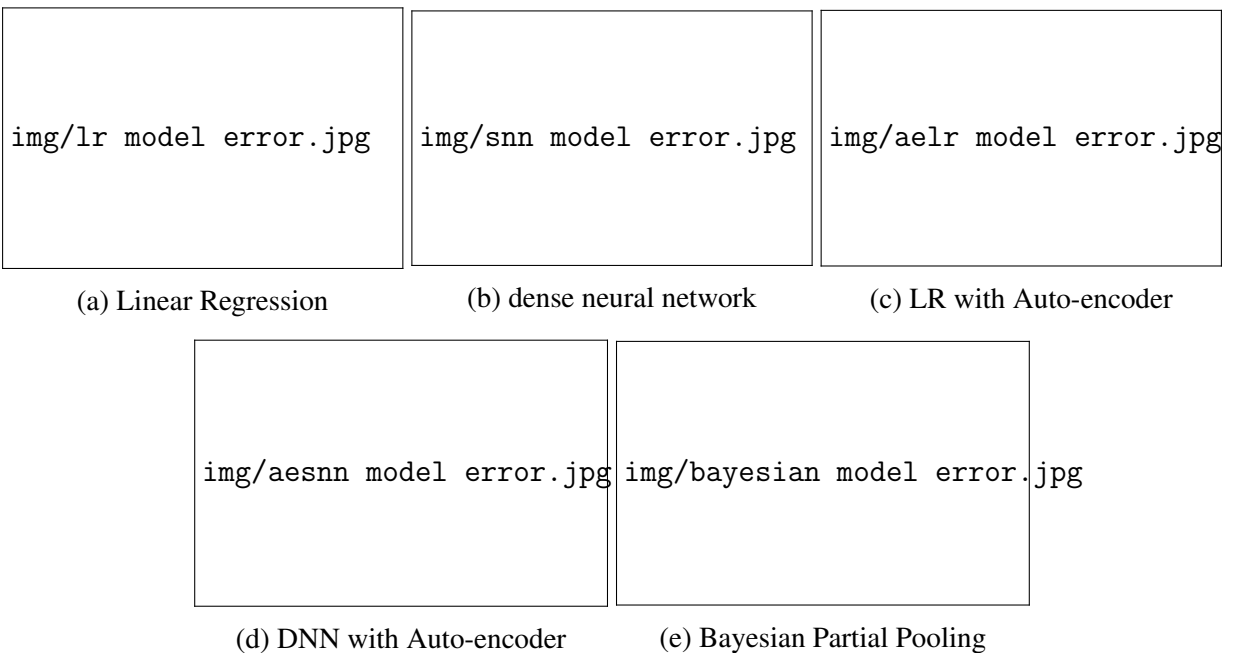 img/lr model error.jpg
img/snn model error.jpg
img/aelr model error.jpg
(a) Linear Regression
(b) dense neural network
(c) LR with Auto-encoder
img/aesnn model error.jpg
img/bayesian model error.jpg
(d) DNN with Auto-encoder
(e) Bayesian Partial Pooling